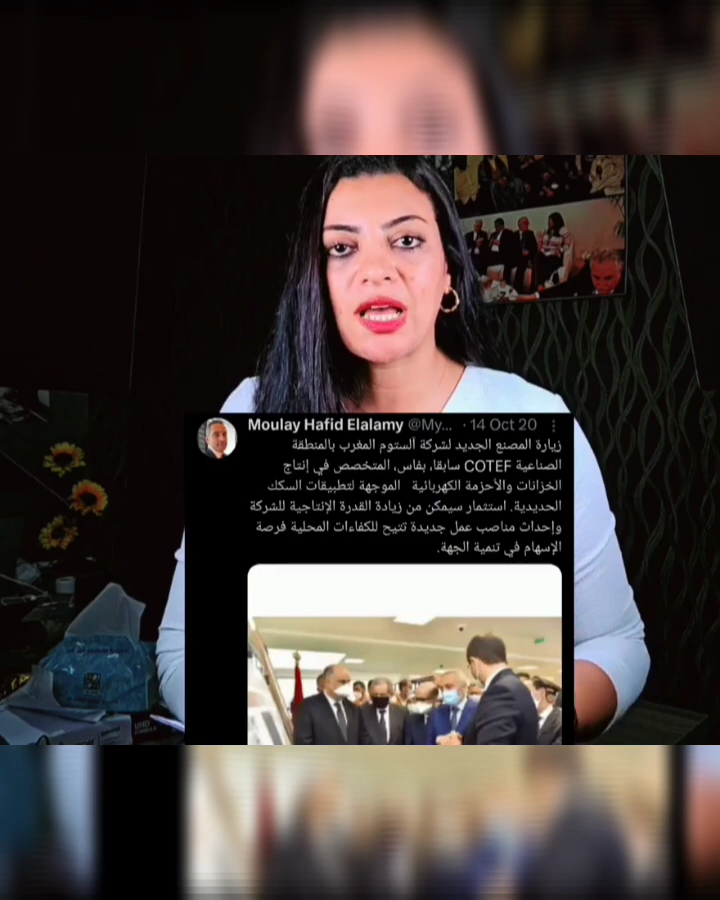 Moulay Hafid Elalamy @My... · 14 Oct 20
زيارة المصنع الجديد لشركة ألستوم المغرب بالمنطقة
الصناعية COTEF سابقا، بفاس، المتخصص في إنتاج
الخزانات والأحزمة الكهربائية الموجهة لتطبيقات السكك
الحديدية. استثمار سيمكن من زيادة القدرة الإنتاجية للشركة
وإحداث مناصب عمل جديدة تتيح للكفاءات المحلية فرصة
الإسهام في تنمية الجهة.